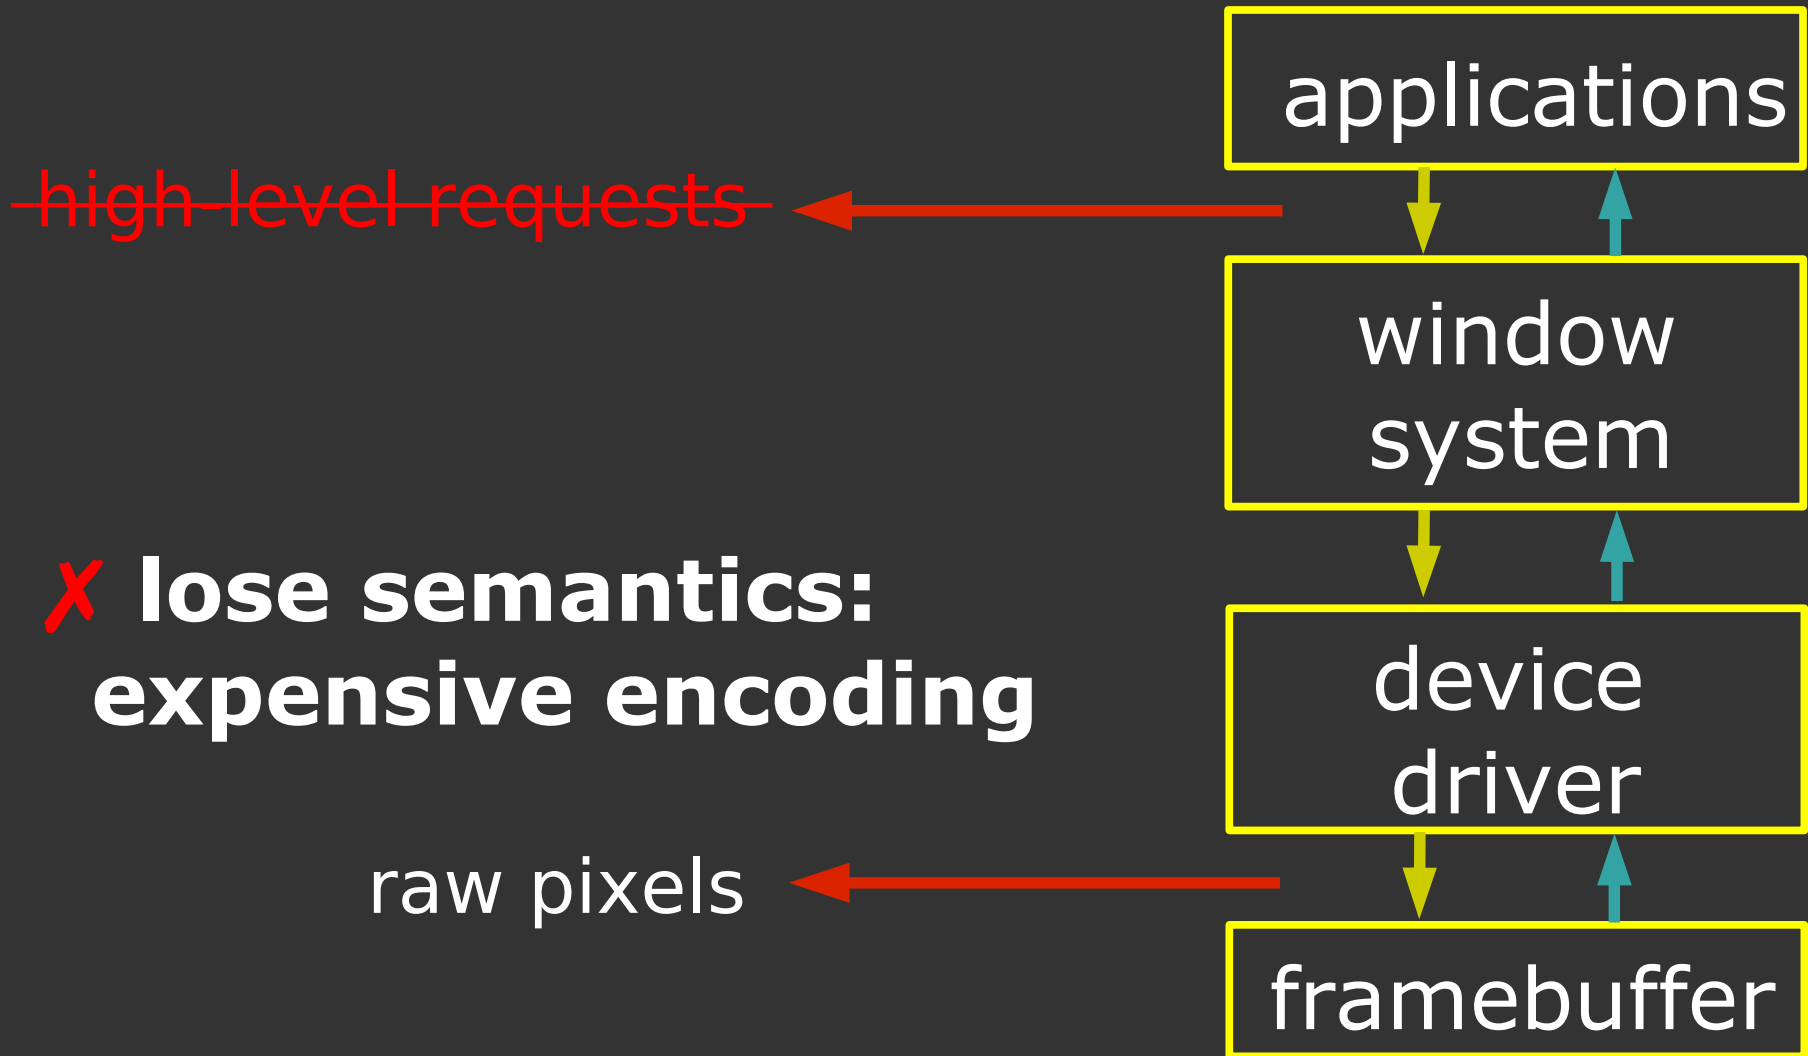 applications
high-level requests
window
system
✗ lose semantics:
expensive encoding
device
driver
raw pixels
framebuffer